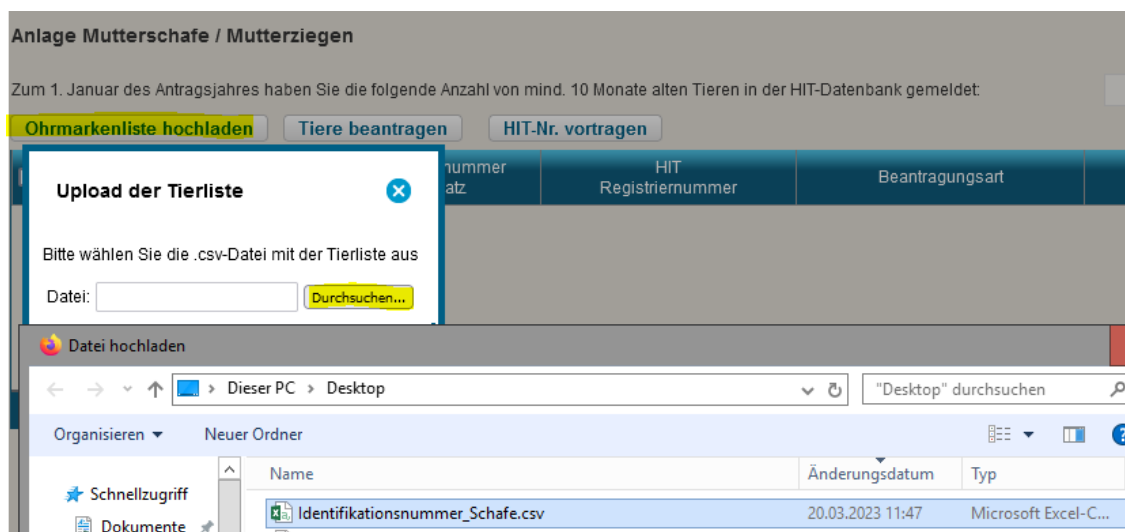 Anlage Mutterschafe / Mutterziegen
Zum 1. Januar des Antragsjahres haben Sie die folgende Anzahl von mind. 10 Monate alten Tieren in der HIT-Datenbank gemeldet:
Ohrmarkenliste hochladen Tiere beantragen HIT-Nr. vortragen
nummer HIT Beantragungsart
atz Registriernummer
Upload der Tierliste
Bitte wählen Sie die .csv-Datei mit der Tierliste aus
Datei: Durchsuchen...
Datei hochladen
Dieser PC > Desktop "Desktop" durchsuchen
Organisieren Neuer Ordner
Name Änderungsdatum Typ
Schnellzugriff
Identifikationsnummer_Schafe.csv 20.03.2023 11:47 Microsoft Excel-C...
Dokumente